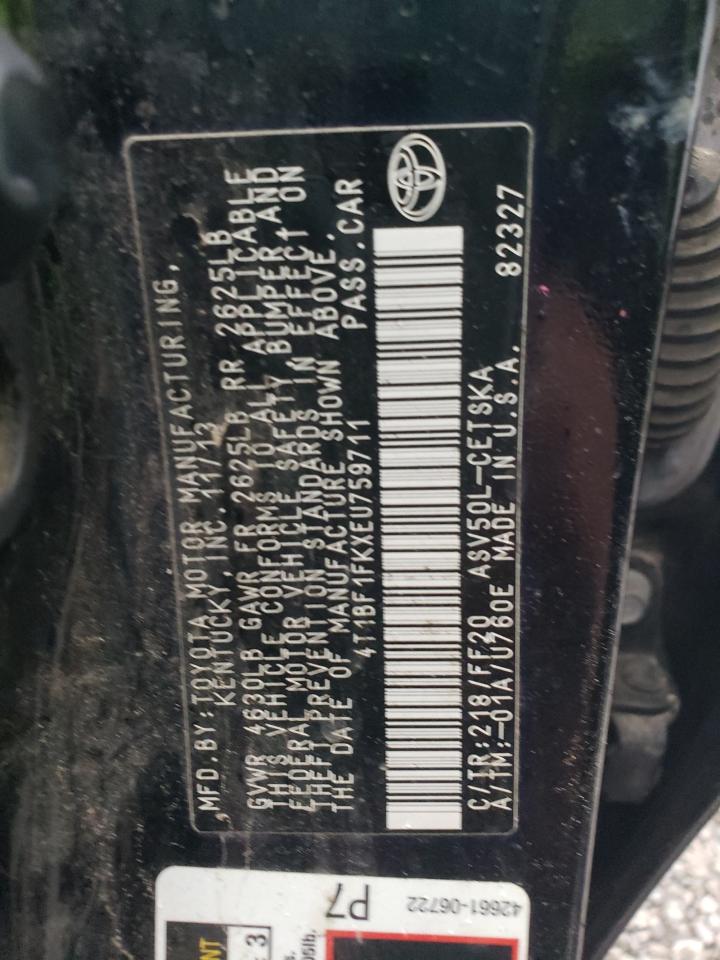 MFD.BY:TOYOTA MOTOR MANUFACTURING,
KENTUCKY, INC. 11/13
GVWR 4630LB GAWR FR 2625LB RR 2625LB
THIS VEHICLE CONFORMS TO ALL APPLICABLE
FEDERAL MOTOR VEHICLE SAFETY, BUMPER AND
THEFT PREVENTION STANDARDS IN EFFECT ON
THE DATE OF MANUFACTURE SHOWN ABOVE.
4T1BF1FKXEU759711 PASS.CAR
C/TR:218/FF20 ASV50L-CETSKA
A/TM:-01A/U760E MADE IN U.S.A. 82327
P7
42661-06722